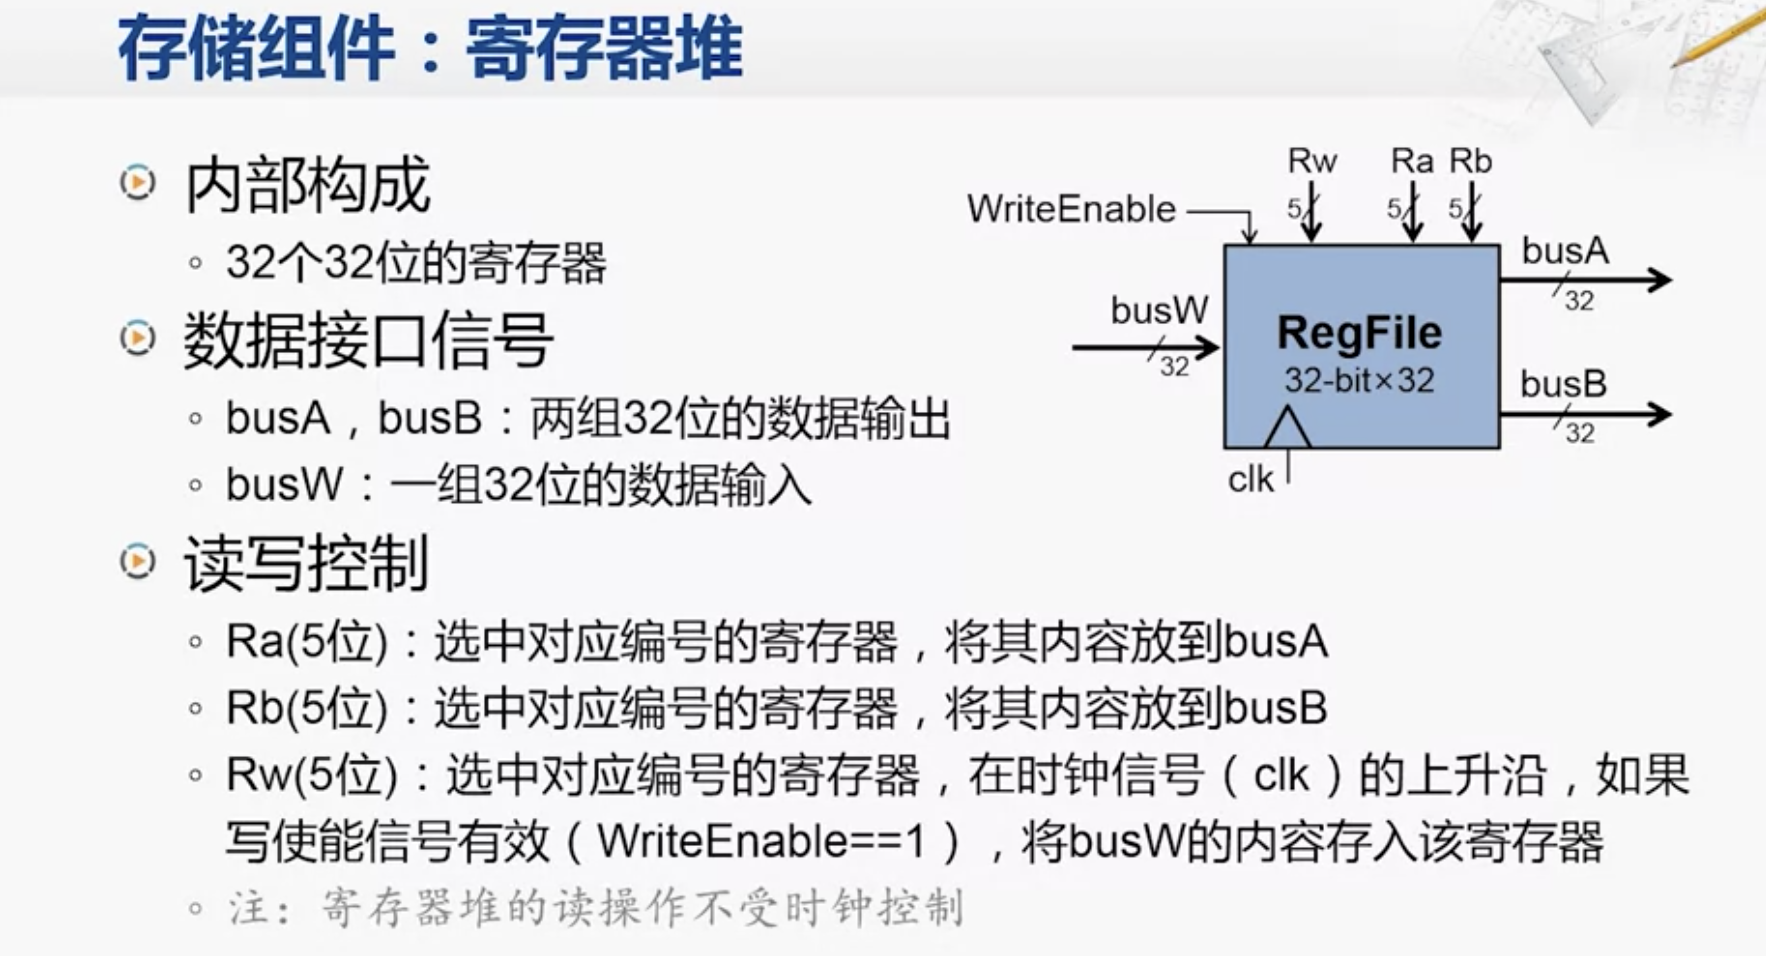 存储组件：寄存器堆
内部构成
32个32位的寄存器
数据接口信号
busA，busB：两组32位的数据输出
busW：一组32位的数据输入
读写控制
Ra(5位)：选中对应编号的寄存器，将其内容放到busA
Rb(5位)：选中对应编号的寄存器，将其内容放到busB
Rw(5位)：选中对应编号的寄存器，在时钟信号（clk）的上升沿，如果
写使能信号有效（WriteEnable==1），将busW的内容存入该寄存器
注：寄存器堆的读操作不受时钟控制
Rw Ra Rb
WriteEnable 5 5 5
busA
32
busW
32
RegFile
32-bit×32
busB
32
clk